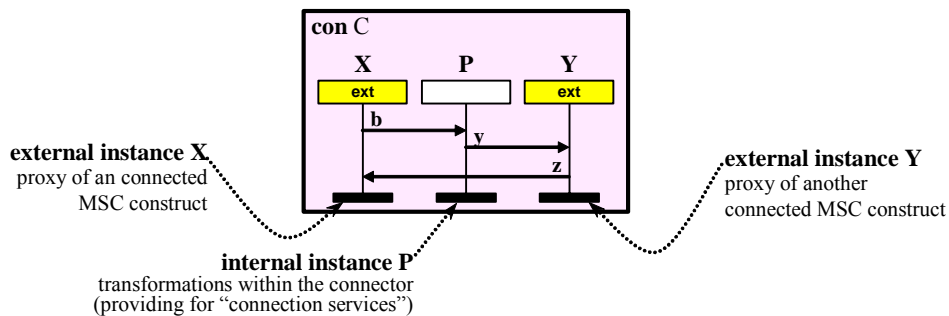 con C
X P Y
ext ext
b
y
z
external instance X
proxy of an connected
MSC construct
external instance Y
proxy of another
connected MSC construct
internal instance P
transformations within the connector
(providing for “connection services”)